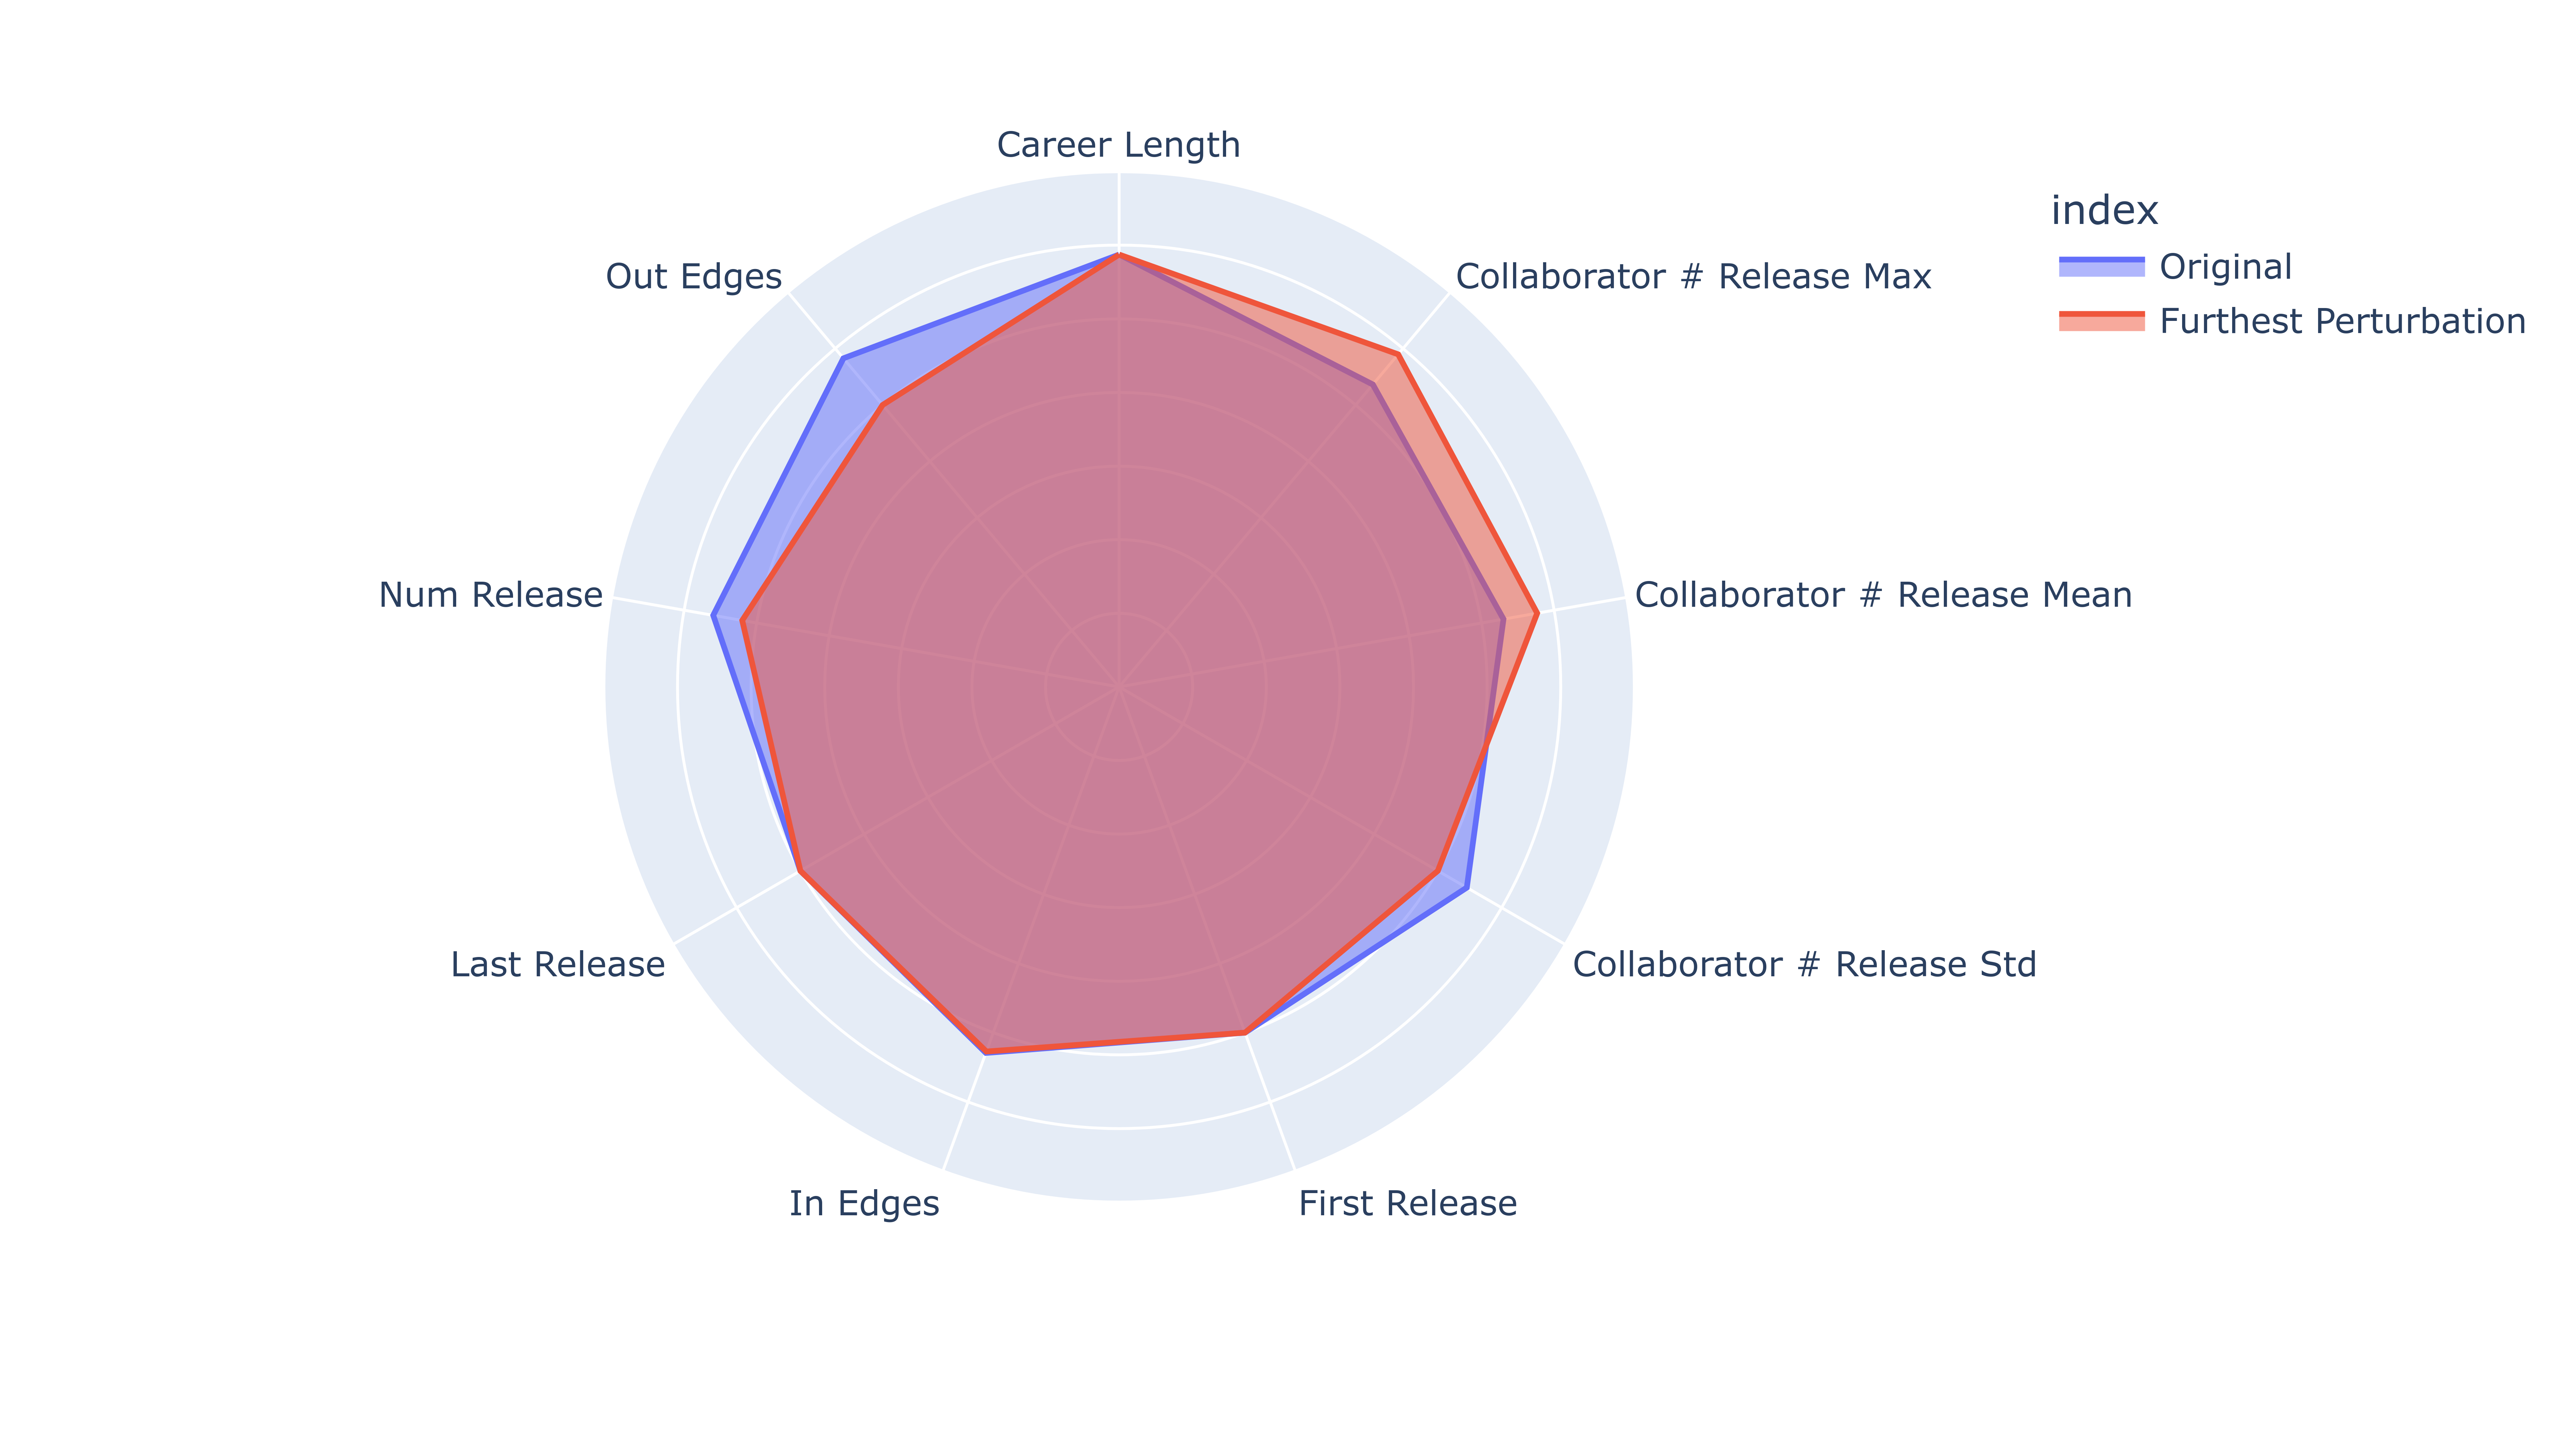 Career Length
Out Edges
Collaborator # Release Max
Num Release
Collaborator # Release Mean
Last Release
Collaborator # Release Std
In Edges
First Release
index
Original
Furthest Perturbation